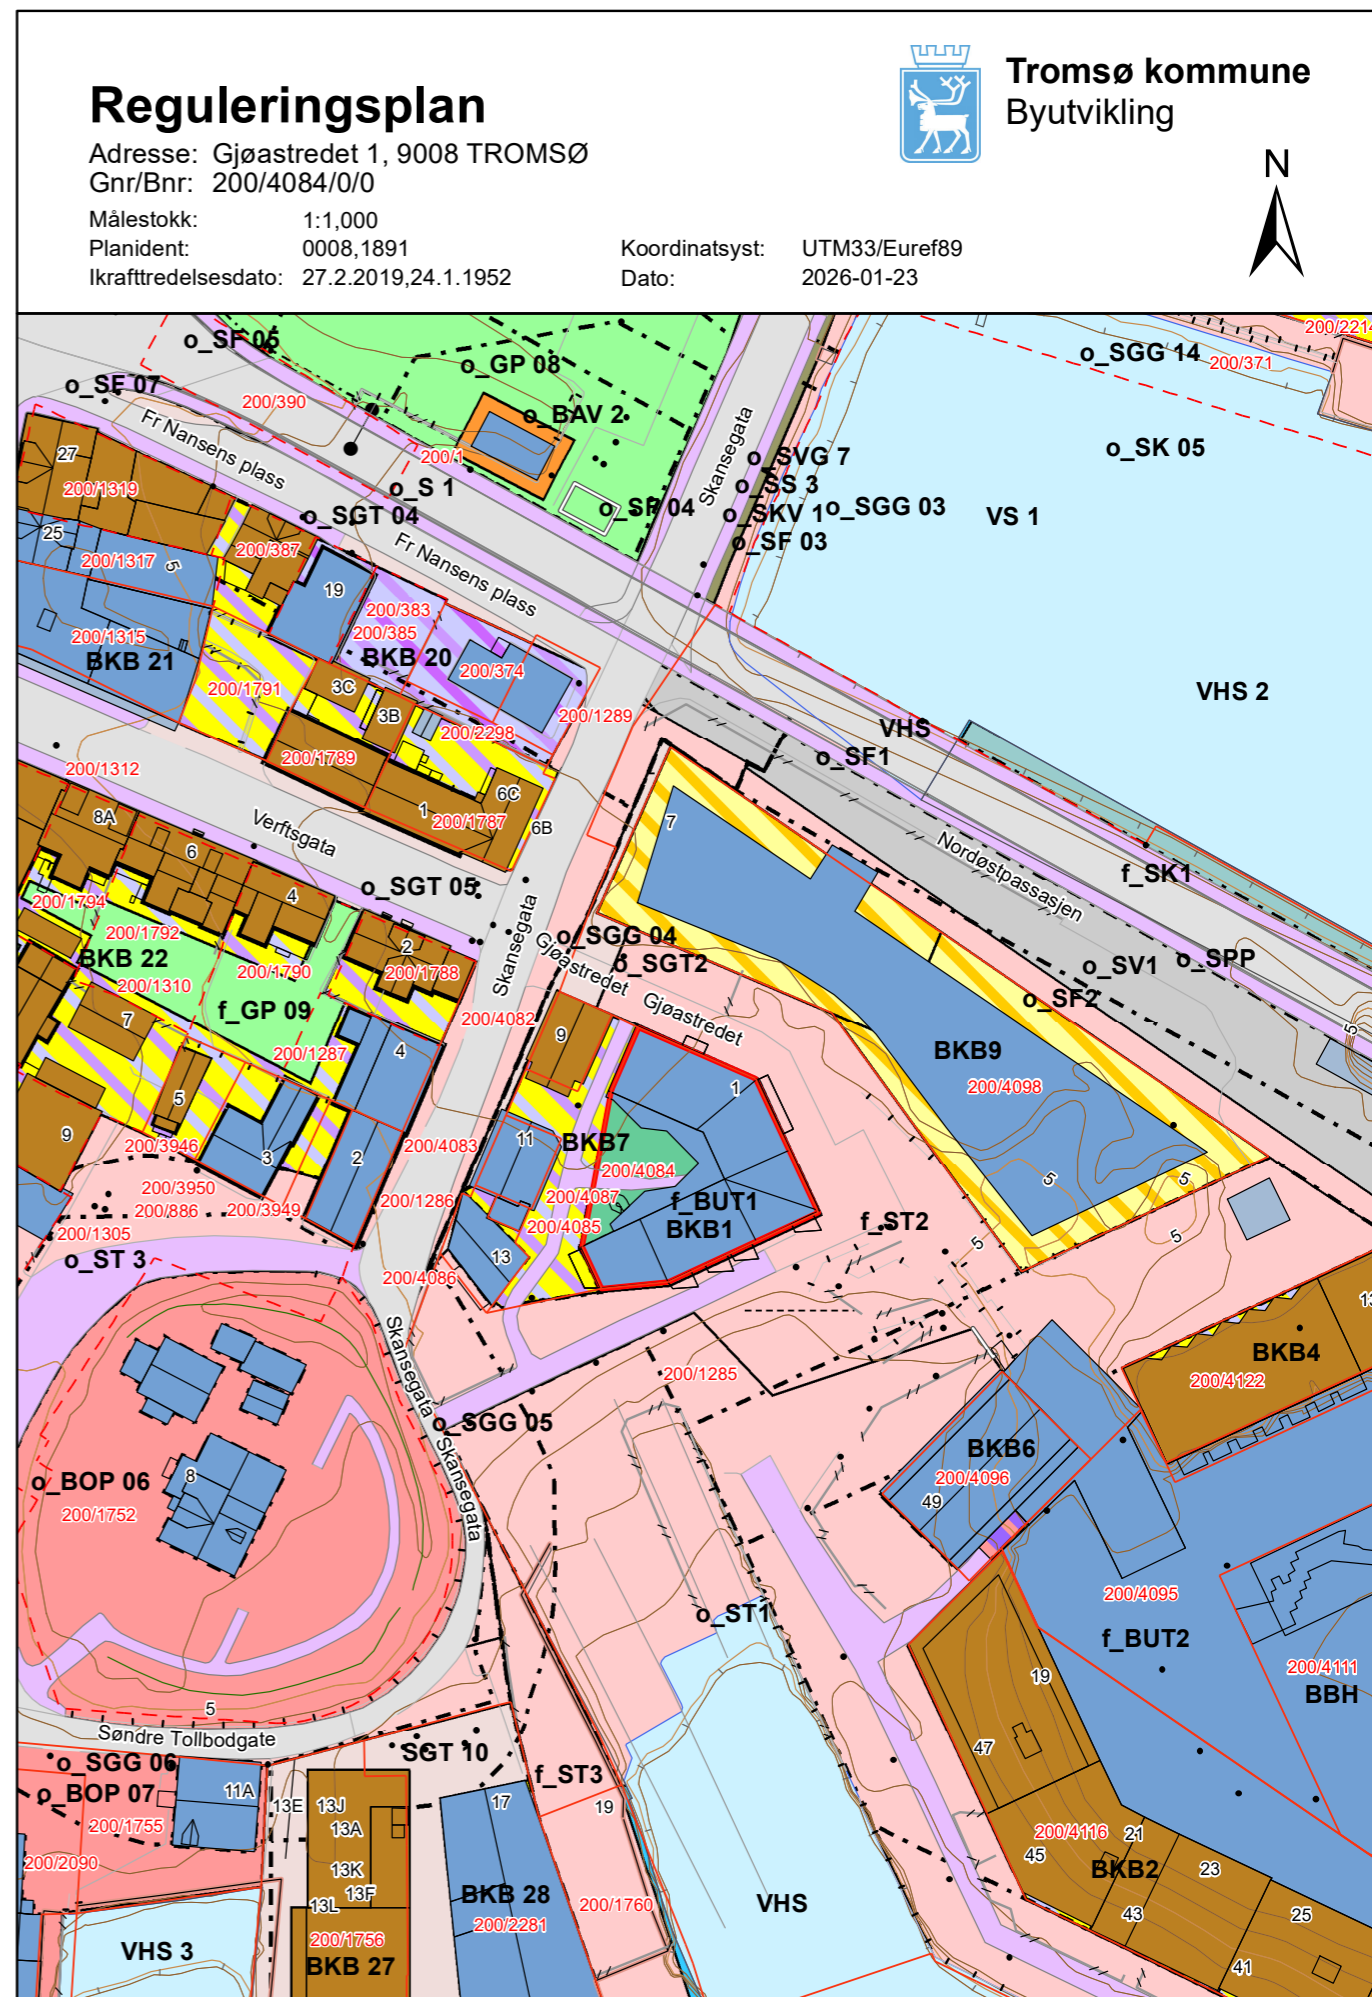 Reguleringsplan
Adresse: Gjøastredet 1, 9008 TROMSØ
Gnr/Bnr: 200/4084/0/0
Målestokk: 1:1,000
Planident: 0008,1891
Ikrafttredelsesdato: 27.2.2019,24.1.1952
Koordinatsyst: UTM33/Euref89
Dato: 2026-01-23
Tromsø kommune
Byutvikling
N
o_SF 05
o_SF 07
o_GP 08
o_SGG 14
200/2214
200/371
200/390
Fr Nansens plass
o_BAV 2
Skansegata
o_SK 05
27
200/1319
200/1
o_S 1
o_SVG 7
o_SS 3
o_SKV 1
o_SGG 03
o_SF 04
o_SF 03
VS 1
o_SGT 04
25
200/1317
5
200/387
Fr Nansens plass
19
200/383
200/385
200/1315
BKB 21
BKB 20
200/374
200/1791
3C
3B
200/1289
200/2298
VHS 2
VHS
o_SF1
200/1312
200/1789
1
200/1787
6C
6B
7
8A
6
Verftsgata
4
o_SGT 05
Nordøstpassasjen
f_SK1
200/1794
200/1792
BKB 22
200/1310
200/1790
2
200/1788
f_GP 09
Skansegata
o_SGG 04
Gjøastredet
o_SGT2
Gjøastredet
o_SV1
o_SPP
o_SF2
7
200/1287
4
200/4082
9
BKB9
200/4098
5
5
9
200/3946
3
2
200/4083
11
BKB7
1
200/4084
5
5
200/3950
200/886
200/3949
200/1286
200/4087
200/4085
f_BUT1
BKB1
f_ST2
5
5
200/1305
o_ST 3
200/4086
13
Skansegata
200/1285
BKB4
200/4122
13
o_SGG 05
Skansegata
BKB6
200/4096
49
o_BOP 06
8
200/1752
o_ST1
200/4095
f_BUT2
19
200/4111
BBH
5
Søndre Tollbodgate
47
o_SGG 06
o_BOP 07
SGT 10
f_ST3
11A
13E
13J
13A
17
19
200/1755
200/2090
13K
13F
13L
200/4116
21
45
BKB2
23
VHS 3
200/1756
BKB 27
BKB 28
200/2281
200/1760
VHS
43
25
41